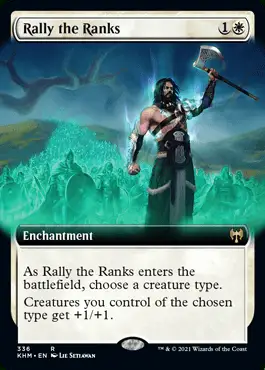 Rally the Ranks 1
Enchantment
As Rally the Ranks enters the
battlefield, choose a creature type.
Creatures you control of the chosen
type get +1/+1.
336 R
KHM • EN Lie Setiawan
™ & © 2021 Wizards of the Coast